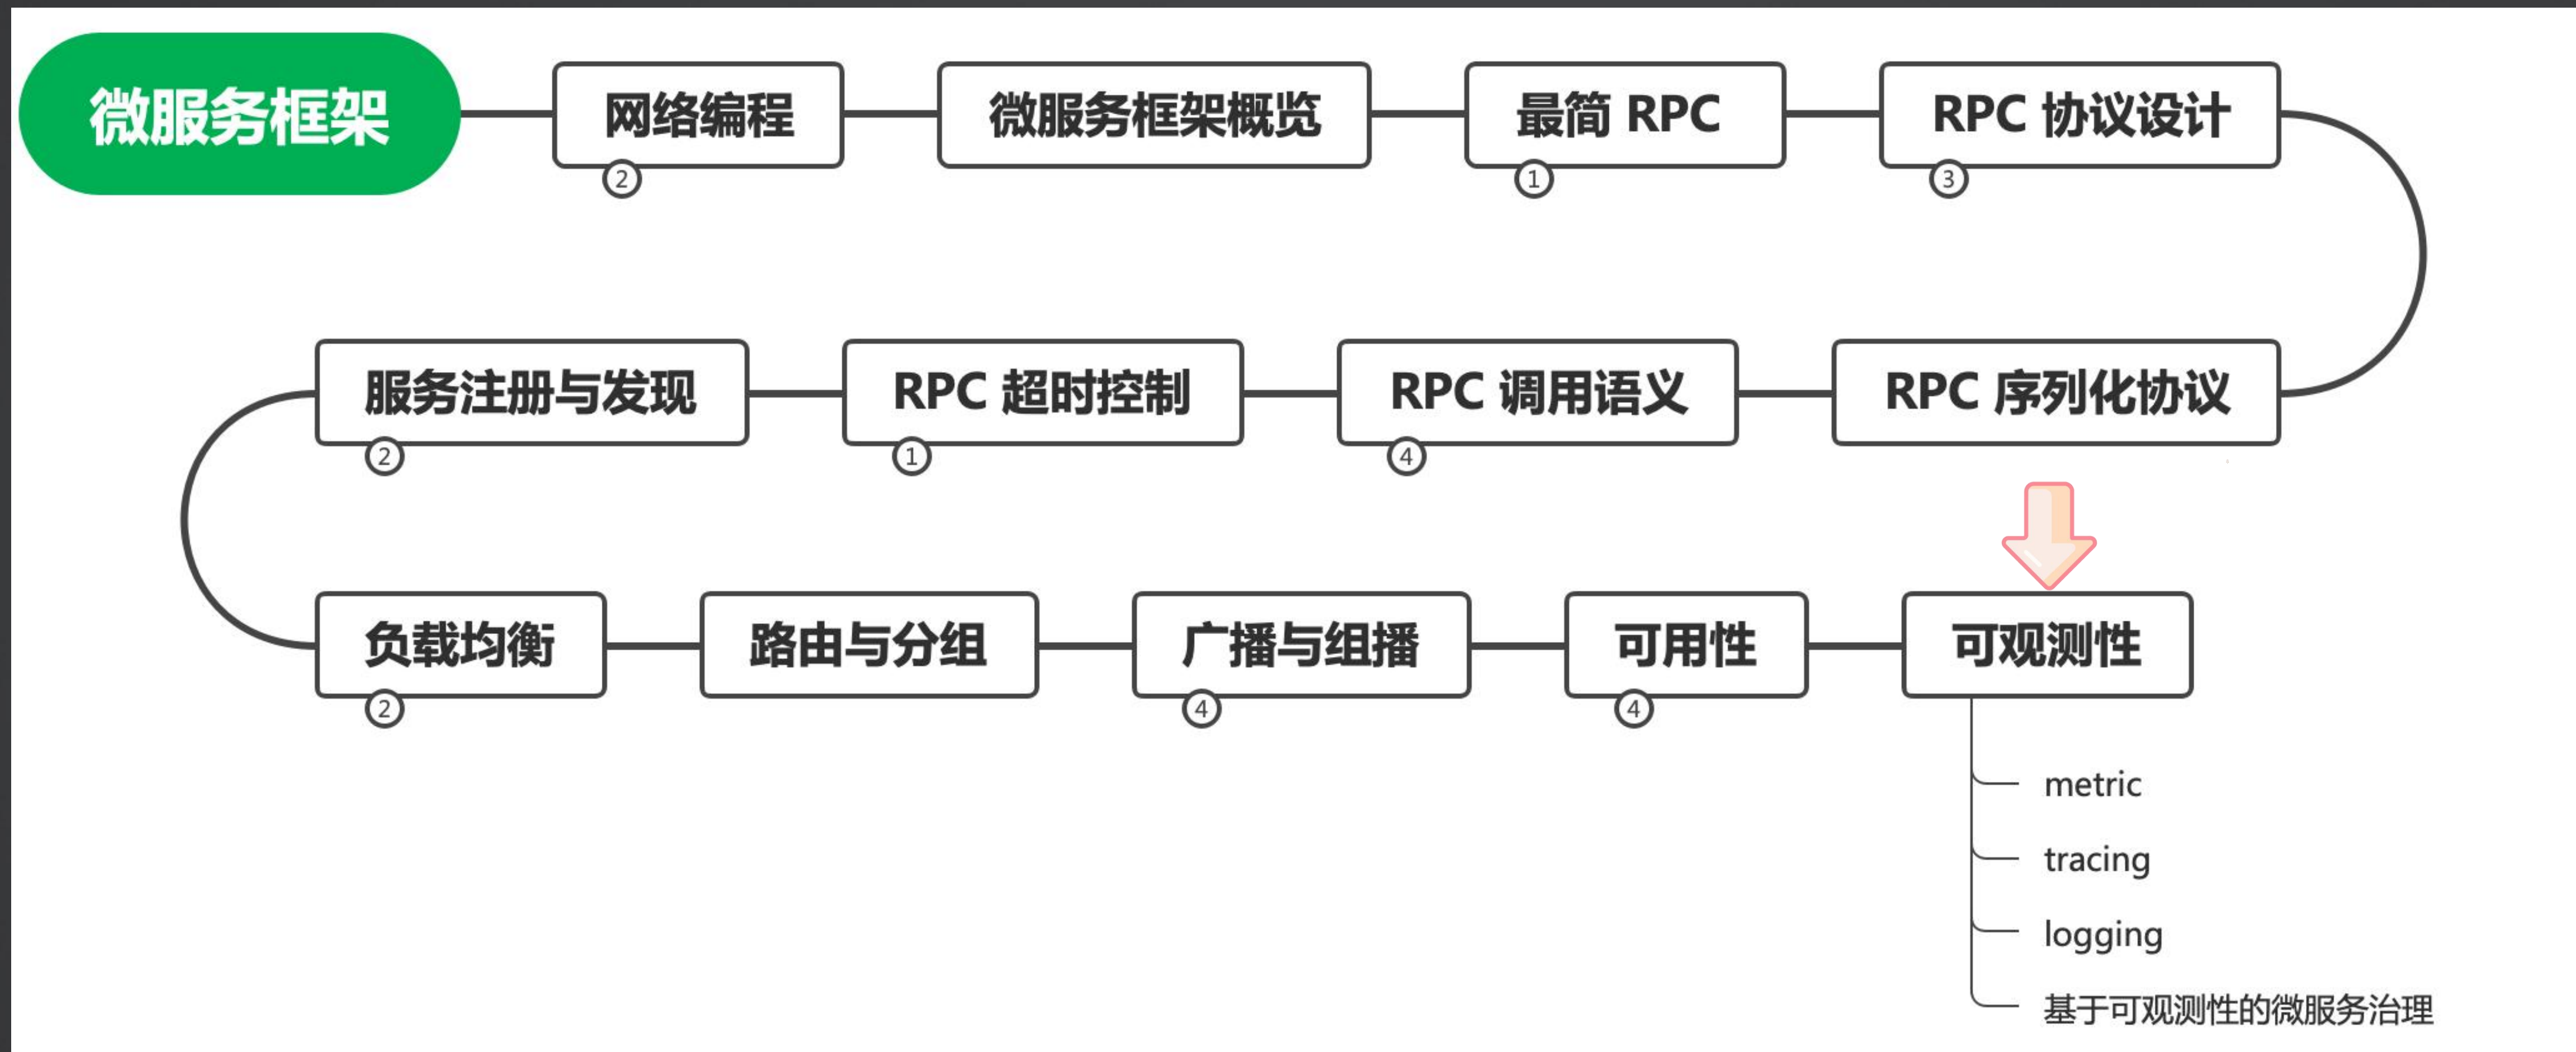 微服务框架
网络编程
2
微服务框架概览
最简 RPC
1
RPC 协议设计
3
RPC 序列化协议
RPC 调用语义
4
RPC 超时控制
1
服务注册与发现
2
负载均衡
2
路由与分组
广播与组播
4
可用性
4
可观测性
metric
tracing
logging
基于可观测性的微服务治理